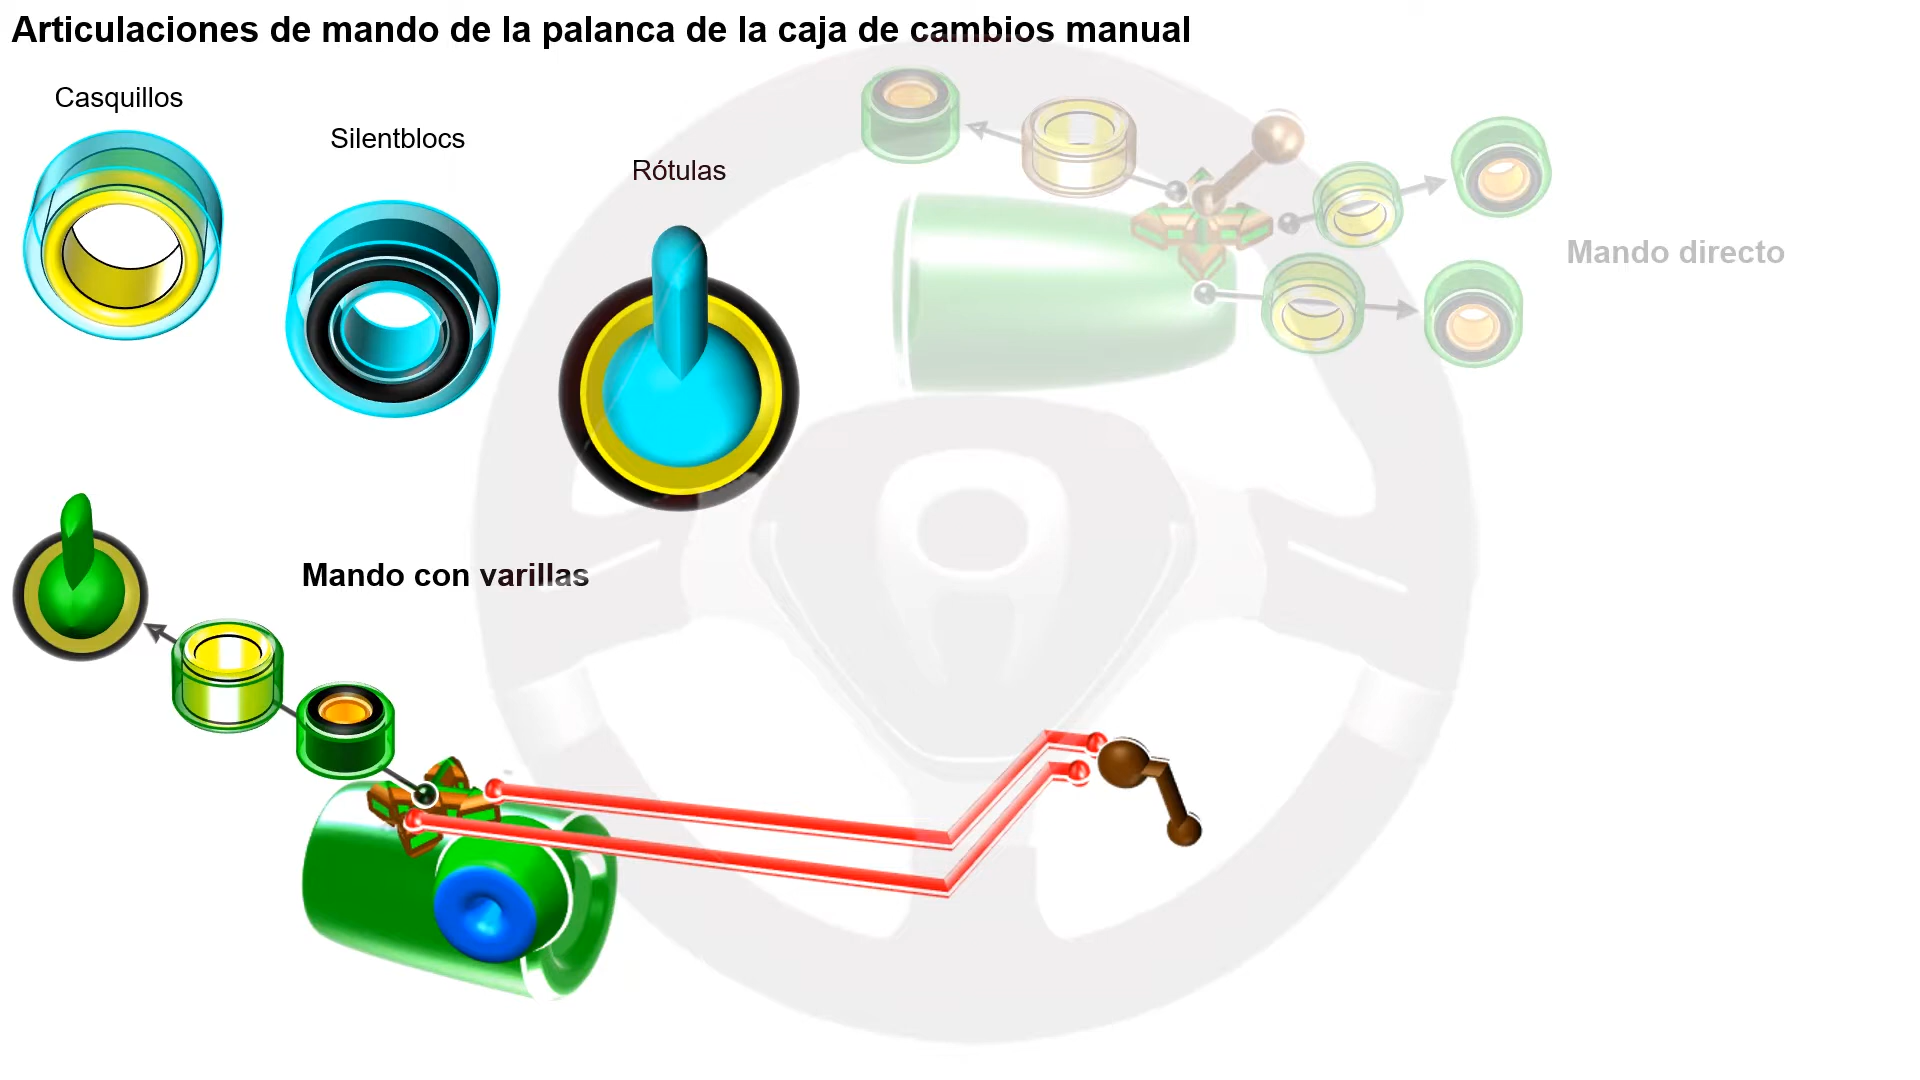 Articulaciones de mando de la palanca de la caja de cambios manual
Casquillos
Silentblocs
Rótulas
Mando directo
Mando con varillas